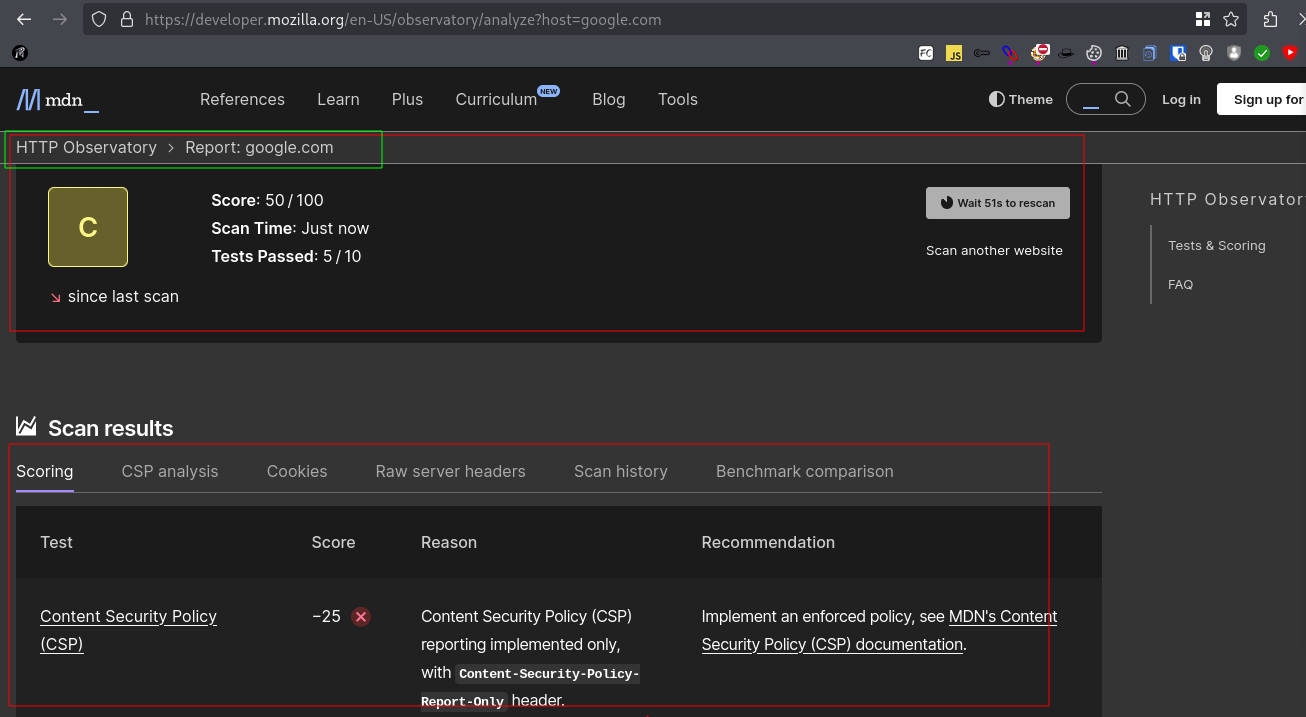 https://developer.mozilla.org/en-US/observatory/analyze?host=google.com
FC JS
mdn_ References Learn Plus Curriculum NEW Blog Tools Theme Log in Sign up for
HTTP Observatory > Report: google.com
C
Score: 50 / 100
Scan Time: Just now
Tests Passed: 5 / 10
↘ since last scan
Wait 51s to rescan
Scan another website
HTTP Observator
Tests & Scoring
FAQ
Scan results
Scoring CSP analysis Cookies Raw server headers Scan history Benchmark comparison
Test Score Reason Recommendation
Content Security Policy
(CSP)
−25
Content Security Policy (CSP)
reporting implemented only,
with Content-Security-Policy-
Report-Only header.
Implement an enforced policy, see MDN's Content
Security Policy (CSP) documentation.